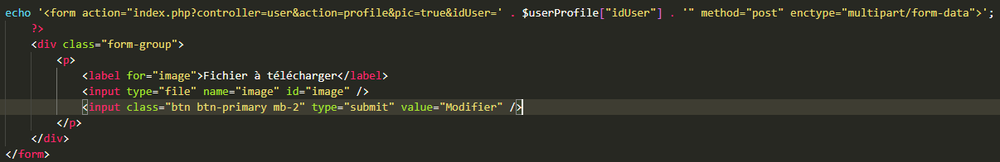 echo '<form action="index.php?controller=user&action=profile&pic=true&idUser=' . $userProfile["idUser"] . '" method="post" enctype="multipart/form-data">';
?>
<div class="form-group">
<p>
<label for="image">Fichier à télécharger</label>
<input type="file" name="image" id="image" />
<input class="btn btn-primary mb-2" type="submit" value="Modifier" />
</p>
</div>
</form>